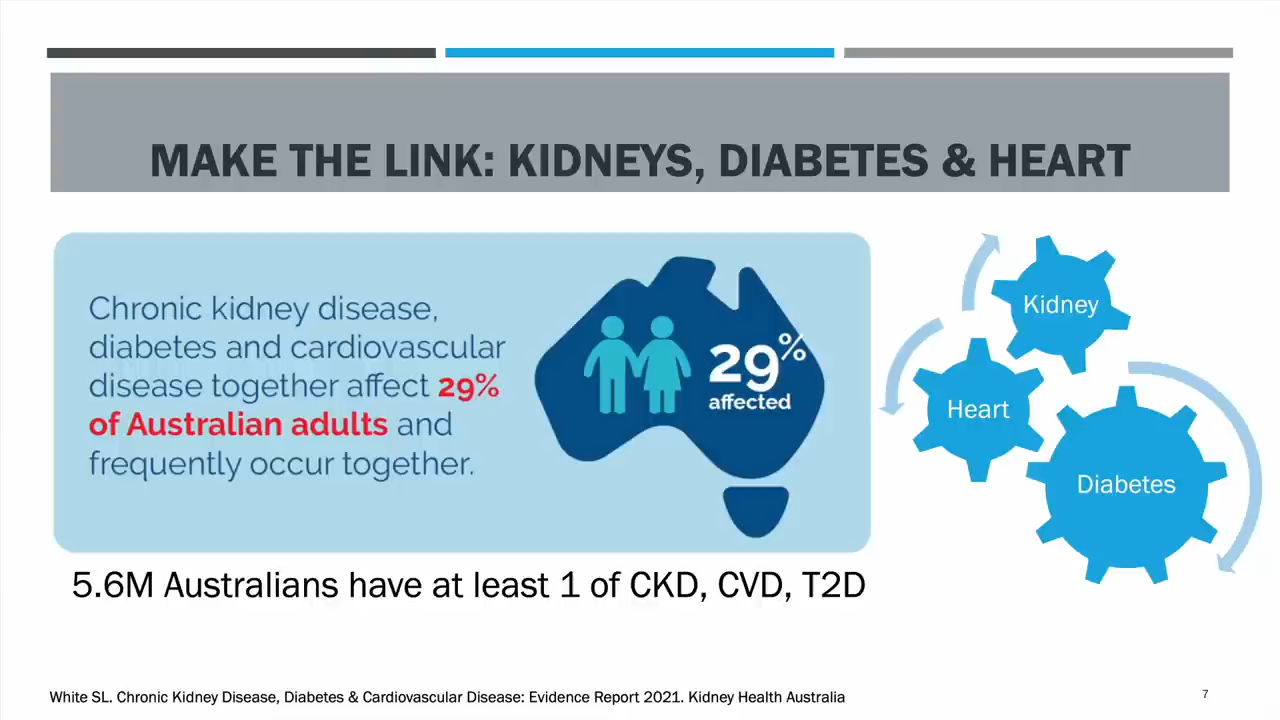 MAKE THE LINK: KIDNEYS, DIABETES & HEART
Chronic kidney disease,
diabetes and cardiovascular
disease together affect 29%
of Australian adults and
frequently occur together.
29%
affected
Kidney
Heart
Diabetes
5.6M Australians have at least 1 of CKD, CVD, T2D
White SL. Chronic Kidney Disease, Diabetes & Cardiovascular Disease: Evidence Report 2021. Kidney Health Australia
7